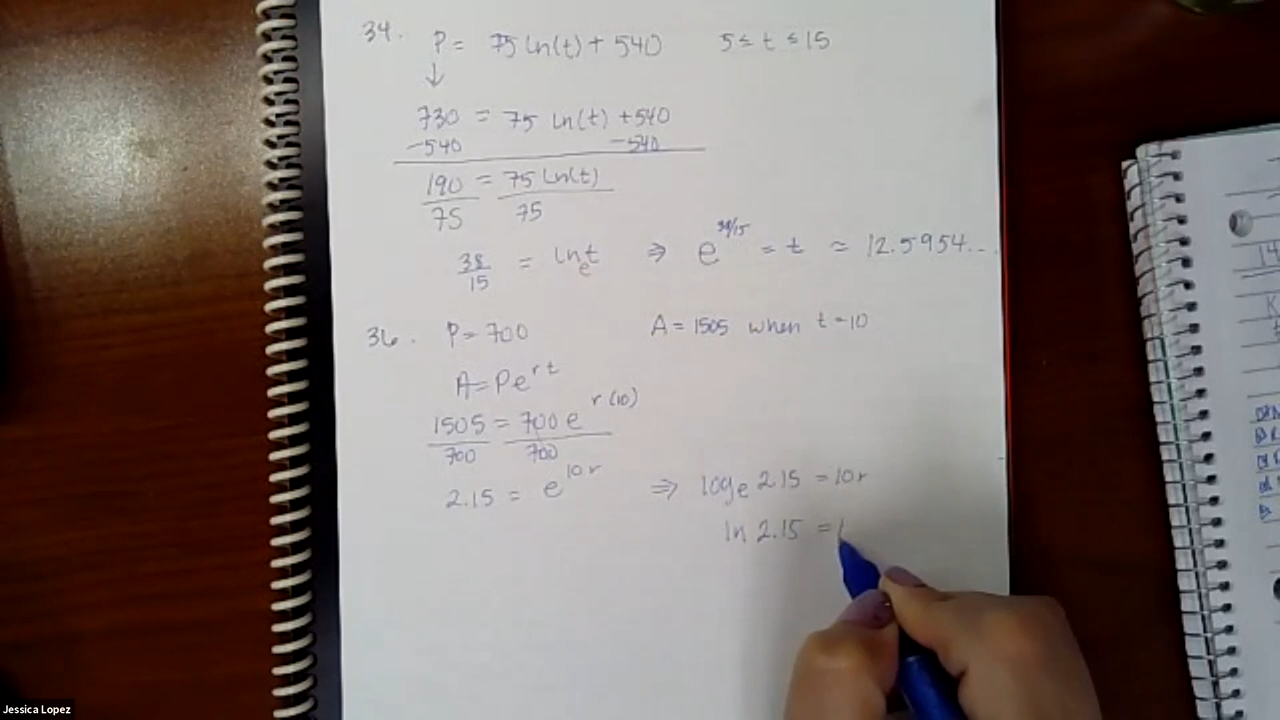 34. P = 75 ln(t) + 540 5 ≤ t ≤ 15
↓
730 = 75 ln(t) + 540
-540 -540
190 = 75 ln(t)
75 75
38/15 = ln_e t ⇒ e^38/15 = t ≈ 12.5954...
36. P = 700 A = 1505 when t = 10
A = Pe^rt
1505 = 700 e^r(10)
700 700
2.15 = e^10r ⇒ log_e 2.15 = 10r
ln 2.15 =
Jessica Lopez